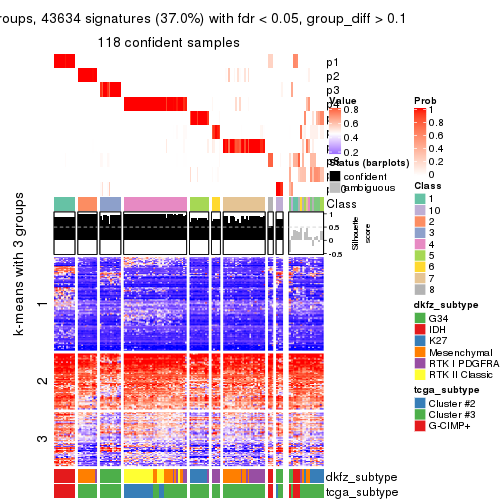 roups, 43634 signatures (37.0%) with fdr < 0.05, group_diff > 0.1
118 confident samples
p1
p2
p3
p4
Value
0.8
0.6
0.4
0.2
Status (barplots)
confident
ambiguous
Class
1
0.5
0
-0.5
Silhouette
score
k-means with 3 groups
1
2
3
dkfz_subtype
tcga_subtype
Prob
1
0.8
0.6
0.4
0.2
0
Class
1
10
2
3
4
5
6
7
8
dkfz_subtype
G34
IDH
K27
Mesenchymal
RTK I PDGFRA
RTK II Classic
tcga_subtype
Cluster #2
Cluster #3
G-CIMP+